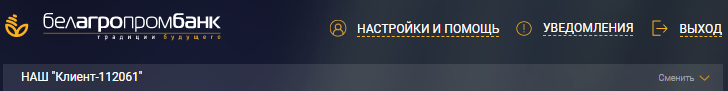 белагропромбанк
традиции будущего
НАСТРОЙКИ И ПОМОЩЬ
УВЕДОМЛЕНИЯ
ВЫХОД
НАШ "Клиент-112061"
Сменить